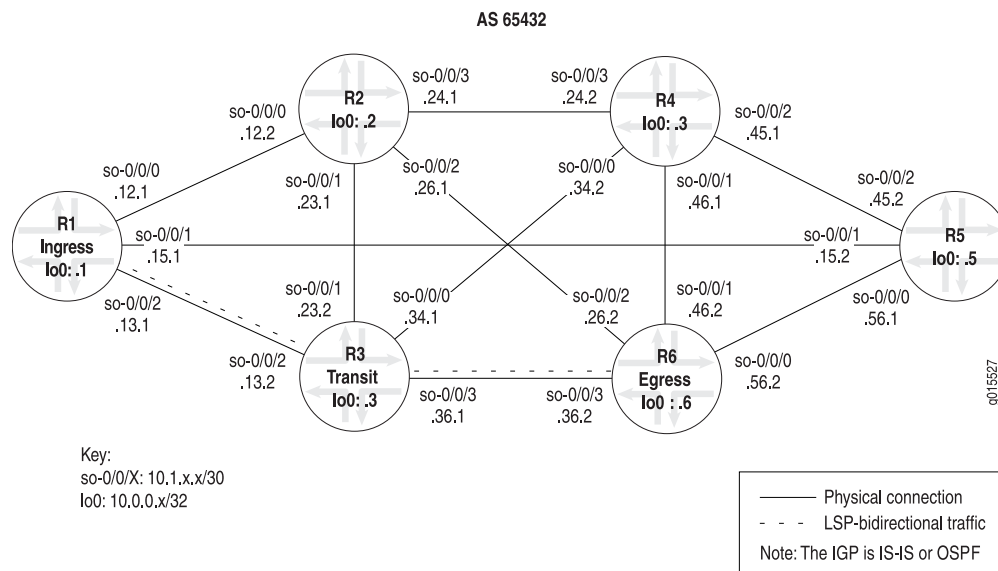 AS 65432
so-0/0/3
.24.1
so-0/0/3
.24.2
R2
lo0: .2
R4
lo0: .3
so-0/0/0
.12.2
so-0/0/2
.45.1
so-0/0/2
.26.1
so-0/0/0
.34.2
so-0/0/0
.12.1
so-0/0/1
.23.1
so-0/0/1
.46.1
so-0/0/2
.45.2
R1
Ingress
lo0: .1
so-0/0/1
.15.1
so-0/0/1
.15.2
R5
lo0: .5
so-0/0/2
.13.1
so-0/0/1
.23.2
so-0/0/0
.34.1
so-0/0/2
.26.2
so-0/0/1
.46.2
so-0/0/0
.56.1
so-0/0/2
.13.2
R3
Transit
lo0: .3
R6
Egress
lo0 : .6
so-0/0/0
.56.2
so-0/0/3
.36.1
so-0/0/3
.36.2
g015527
Key:
so-0/0/X: 10.1.x.x/30
lo0: 10.0.0.x/32
Physical connection
LSP-bidirectional traffic
Note: The IGP is IS-IS or OSPF